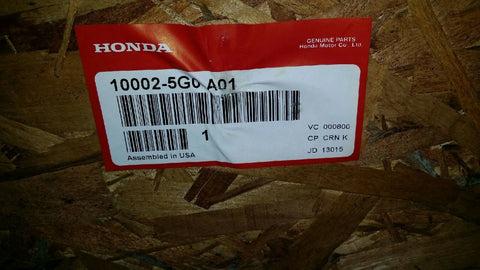 HONDA
GENUINE PARTS
Honda Motor Co., Ltd.
10002-5G0 A01
1
VC 000800
CP CRN K
JD 13015
Assembled in USA